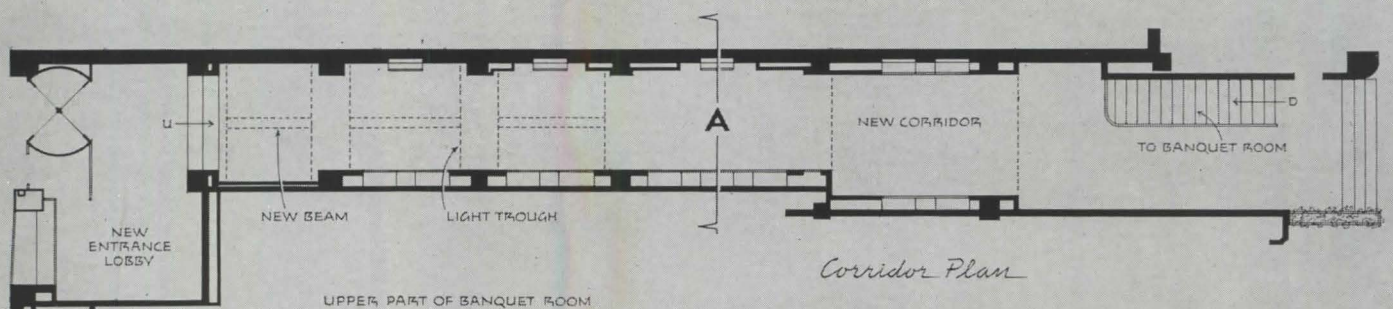 U
A
NEW CORRIDOR
D
TO BANQUET ROOM
NEW BEAM
LIGHT TROUGH
NEW
ENTRANCE
LOBBY
Corridor Plan
UPPER PART OF BANQUET ROOM